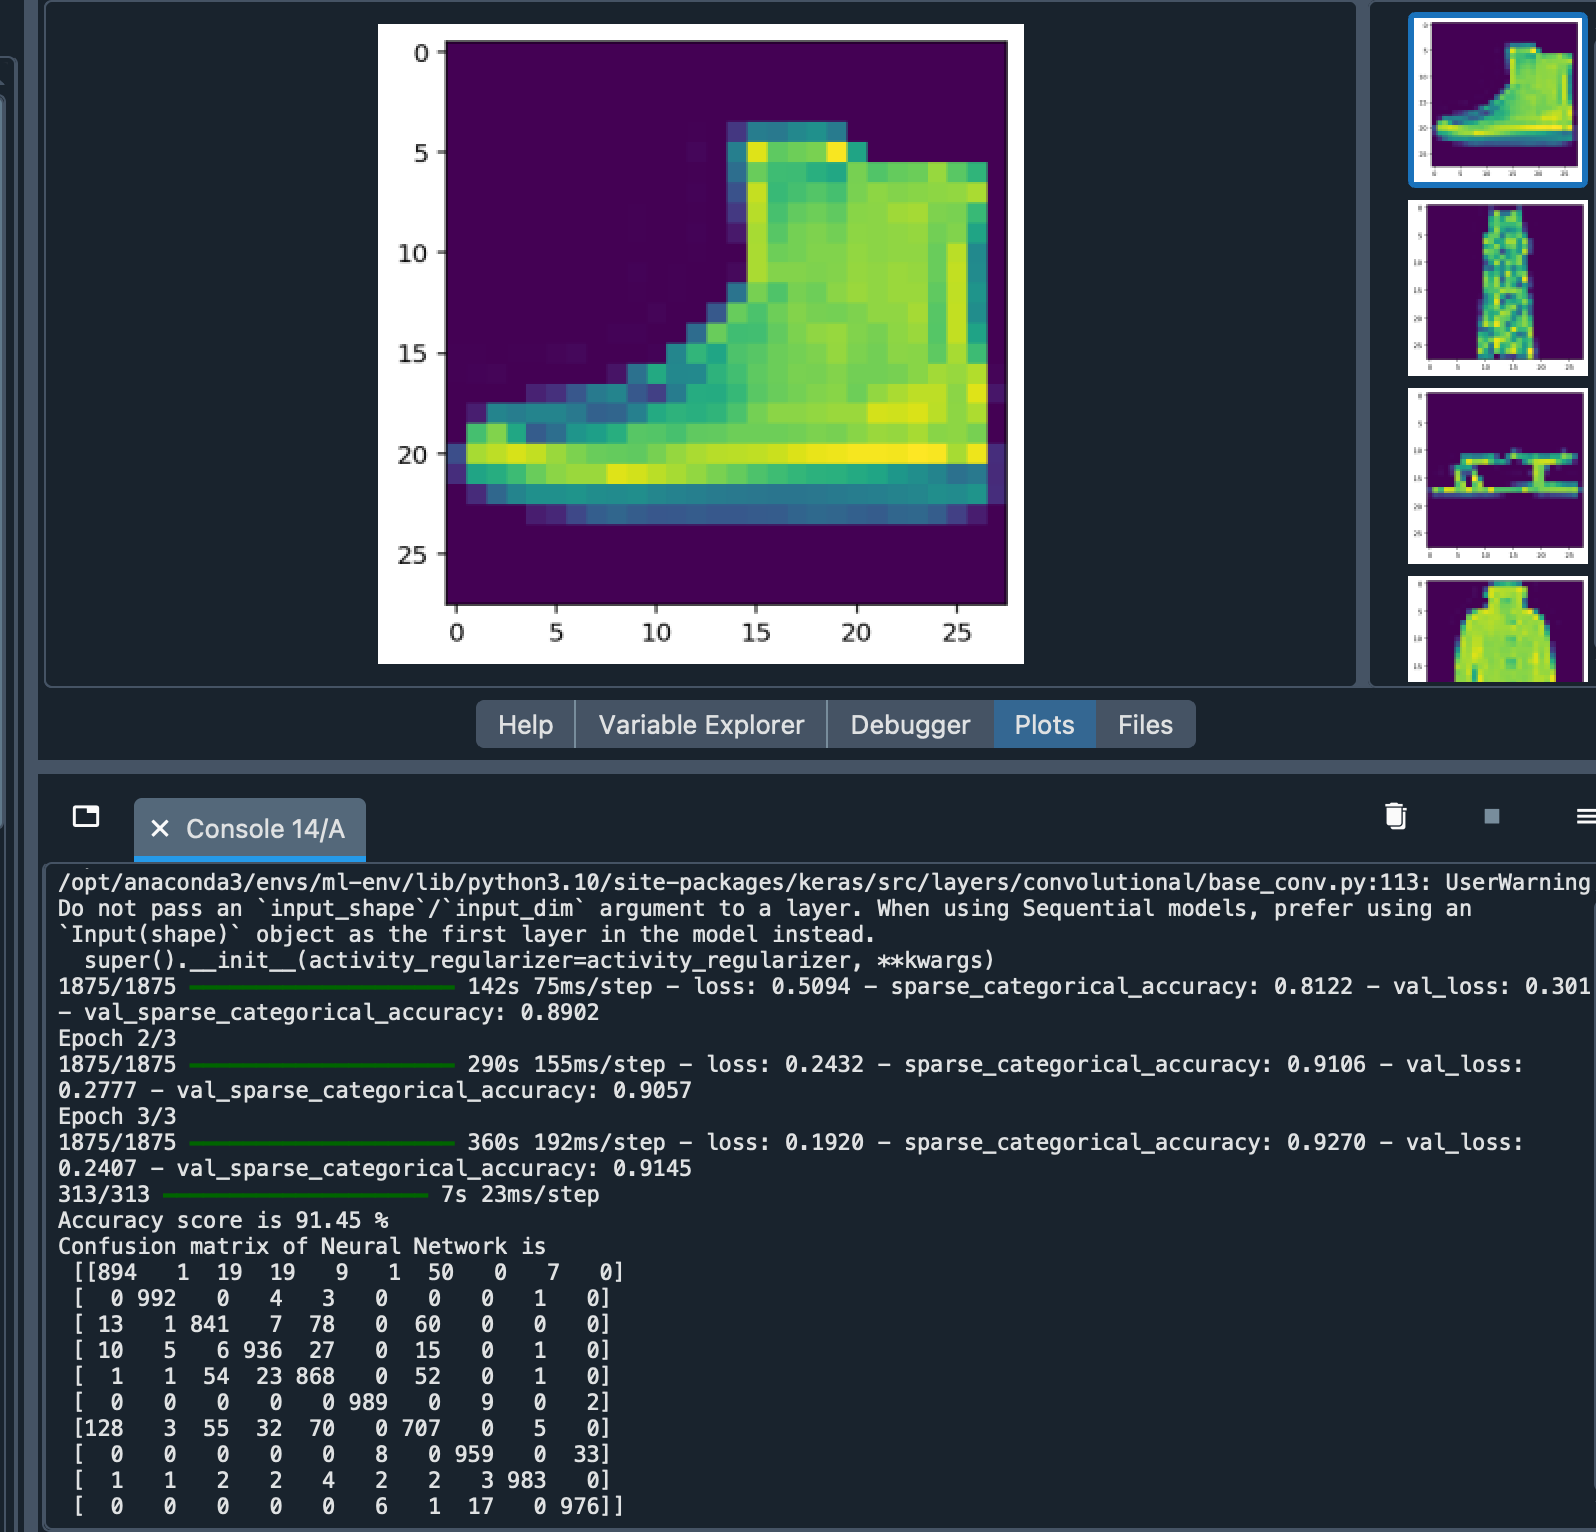 0
5
10
15
20
25
0 5 10 15 20 25
Help Variable Explorer Debugger Plots Files
Console 14/A
/opt/anaconda3/envs/ml-env/lib/python3.10/site-packages/keras/src/layers/convolutional/base_conv.py:113: UserWarning
Do not pass an `input_shape`/`input_dim` argument to a layer. When using Sequential models, prefer using an
`Input(shape)` object as the first layer in the model instead.
  super().__init__(activity_regularizer=activity_regularizer, **kwargs)
1875/1875 ━━━━━━━━━━━━━━━━━━━━ 142s 75ms/step - loss: 0.5094 - sparse_categorical_accuracy: 0.8122 - val_loss: 0.301
- val_sparse_categorical_accuracy: 0.8902
Epoch 2/3
1875/1875 ━━━━━━━━━━━━━━━━━━━━ 290s 155ms/step - loss: 0.2432 - sparse_categorical_accuracy: 0.9106 - val_loss:
0.2777 - val_sparse_categorical_accuracy: 0.9057
Epoch 3/3
1875/1875 ━━━━━━━━━━━━━━━━━━━━ 360s 192ms/step - loss: 0.1920 - sparse_categorical_accuracy: 0.9270 - val_loss:
0.2407 - val_sparse_categorical_accuracy: 0.9145
313/313 ━━━━━━━━━━━━━━━━━━━━ 7s 23ms/step
Accuracy score is 91.45 %
Confusion matrix of Neural Network is
 [[894   1  19  19   9   1  50   0   7   0]
 [  0 992   0   4   3   0   0   0   1   0]
 [ 13   1 841   7  78   0  60   0   0   0]
 [ 10   5   6 936  27   0  15   0   1   0]
 [  1   1  54  23 868   0  52   0   1   0]
 [  0   0   0   0   0 989   0   9   0   2]
 [128   3  55  32  70   0 707   0   5   0]
 [  0   0   0   0   0   8   0 959   0  33]
 [  1   1   2   2   4   2   2   3 983   0]
 [  0   0   0   0   0   6   1  17   0 976]]